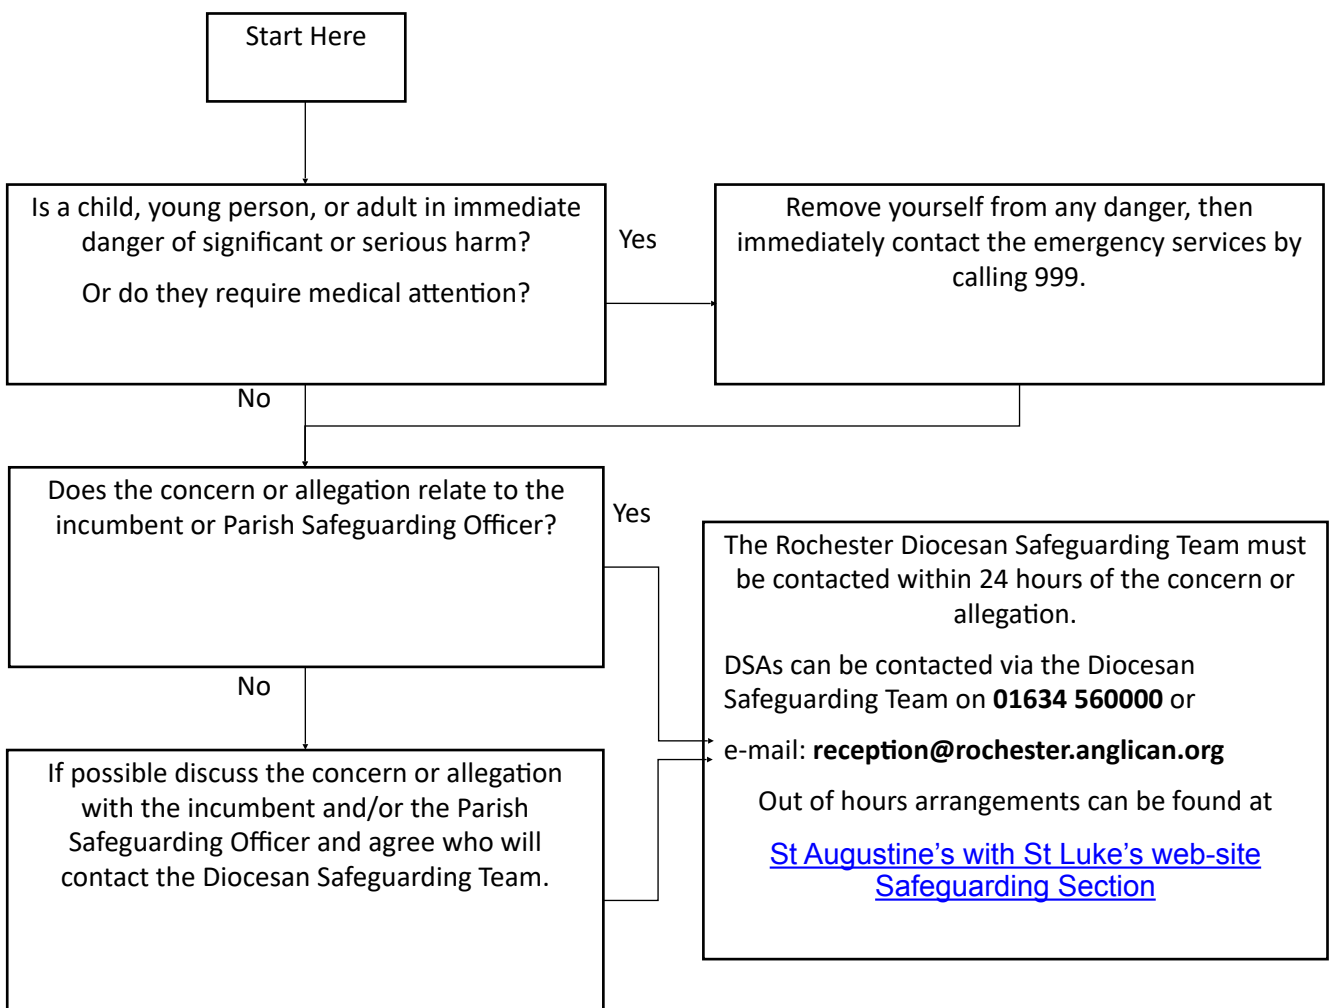 Start Here
Is a child, young person, or adult in immediate
danger of significant or serious harm?
Or do they require medical attention?
Yes
Remove yourself from any danger, then
immediately contact the emergency services by
calling 999.
No
Does the concern or allegation relate to the
incumbent or Parish Safeguarding Officer?
Yes
The Rochester Diocesan Safeguarding Team must
be contacted within 24 hours of the concern or
allegation.
DSAs can be contacted via the Diocesan
Safeguarding Team on 01634 560000 or
e-mail: reception@rochester.anglican.org
Out of hours arrangements can be found at
St Augustine’s with St Luke’s web-site
Safeguarding Section
No
If possible discuss the concern or allegation
with the incumbent and/or the Parish
Safeguarding Officer and agree who will
contact the Diocesan Safeguarding Team.